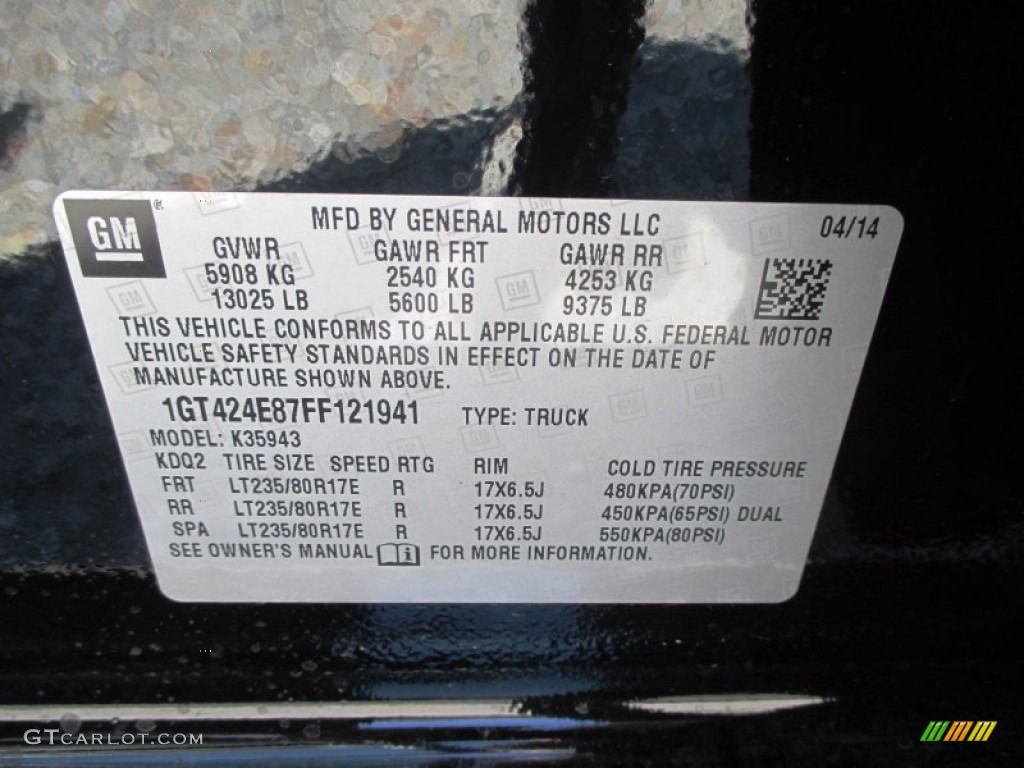 GM ®
MFD BY GENERAL MOTORS LLC 04/14
GVWR GAWR FRT GAWR RR
5908 KG 2540 KG 4253 KG
13025 LB 5600 LB 9375 LB
THIS VEHICLE CONFORMS TO ALL APPLICABLE U.S. FEDERAL MOTOR
VEHICLE SAFETY STANDARDS IN EFFECT ON THE DATE OF
MANUFACTURE SHOWN ABOVE.
1GT424E87FF121941 TYPE: TRUCK
MODEL: K35943
KDQ2 TIRE SIZE SPEED RTG RIM COLD TIRE PRESSURE
FRT LT235/80R17E R 17X6.5J 480KPA(70PSI)
RR LT235/80R17E R 17X6.5J 450KPA(65PSI) DUAL
SPA LT235/80R17E R 17X6.5J 550KPA(80PSI)
SEE OWNER'S MANUAL i FOR MORE INFORMATION.
GTCARLOT.COM